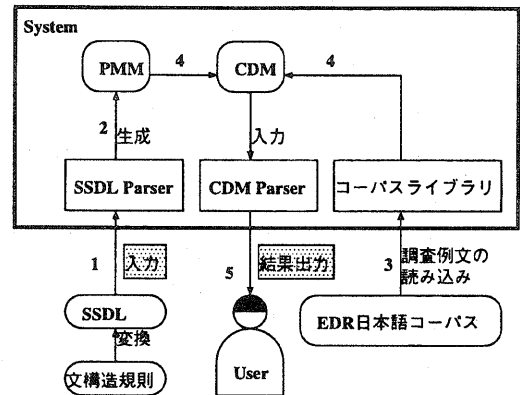 System
PMM
4
CDM
4
2
生成
入力
SSDL Parser
CDM Parser
コーパスライブラリ
1
入力
5
結果出力
3
調査例文の
読み込み
SSDL
変換
EDR日本語コーパス
文構造規則
User